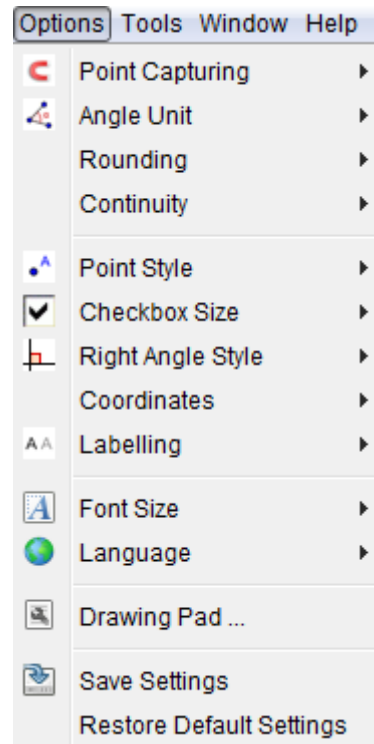 Options Tools Window Help
Point Capturing
Angle Unit
Rounding
Continuity
A Point Style
Checkbox Size
Right Angle Style
Coordinates
AA Labelling
A Font Size
Language
Drawing Pad ...
Save Settings
Restore Default Settings